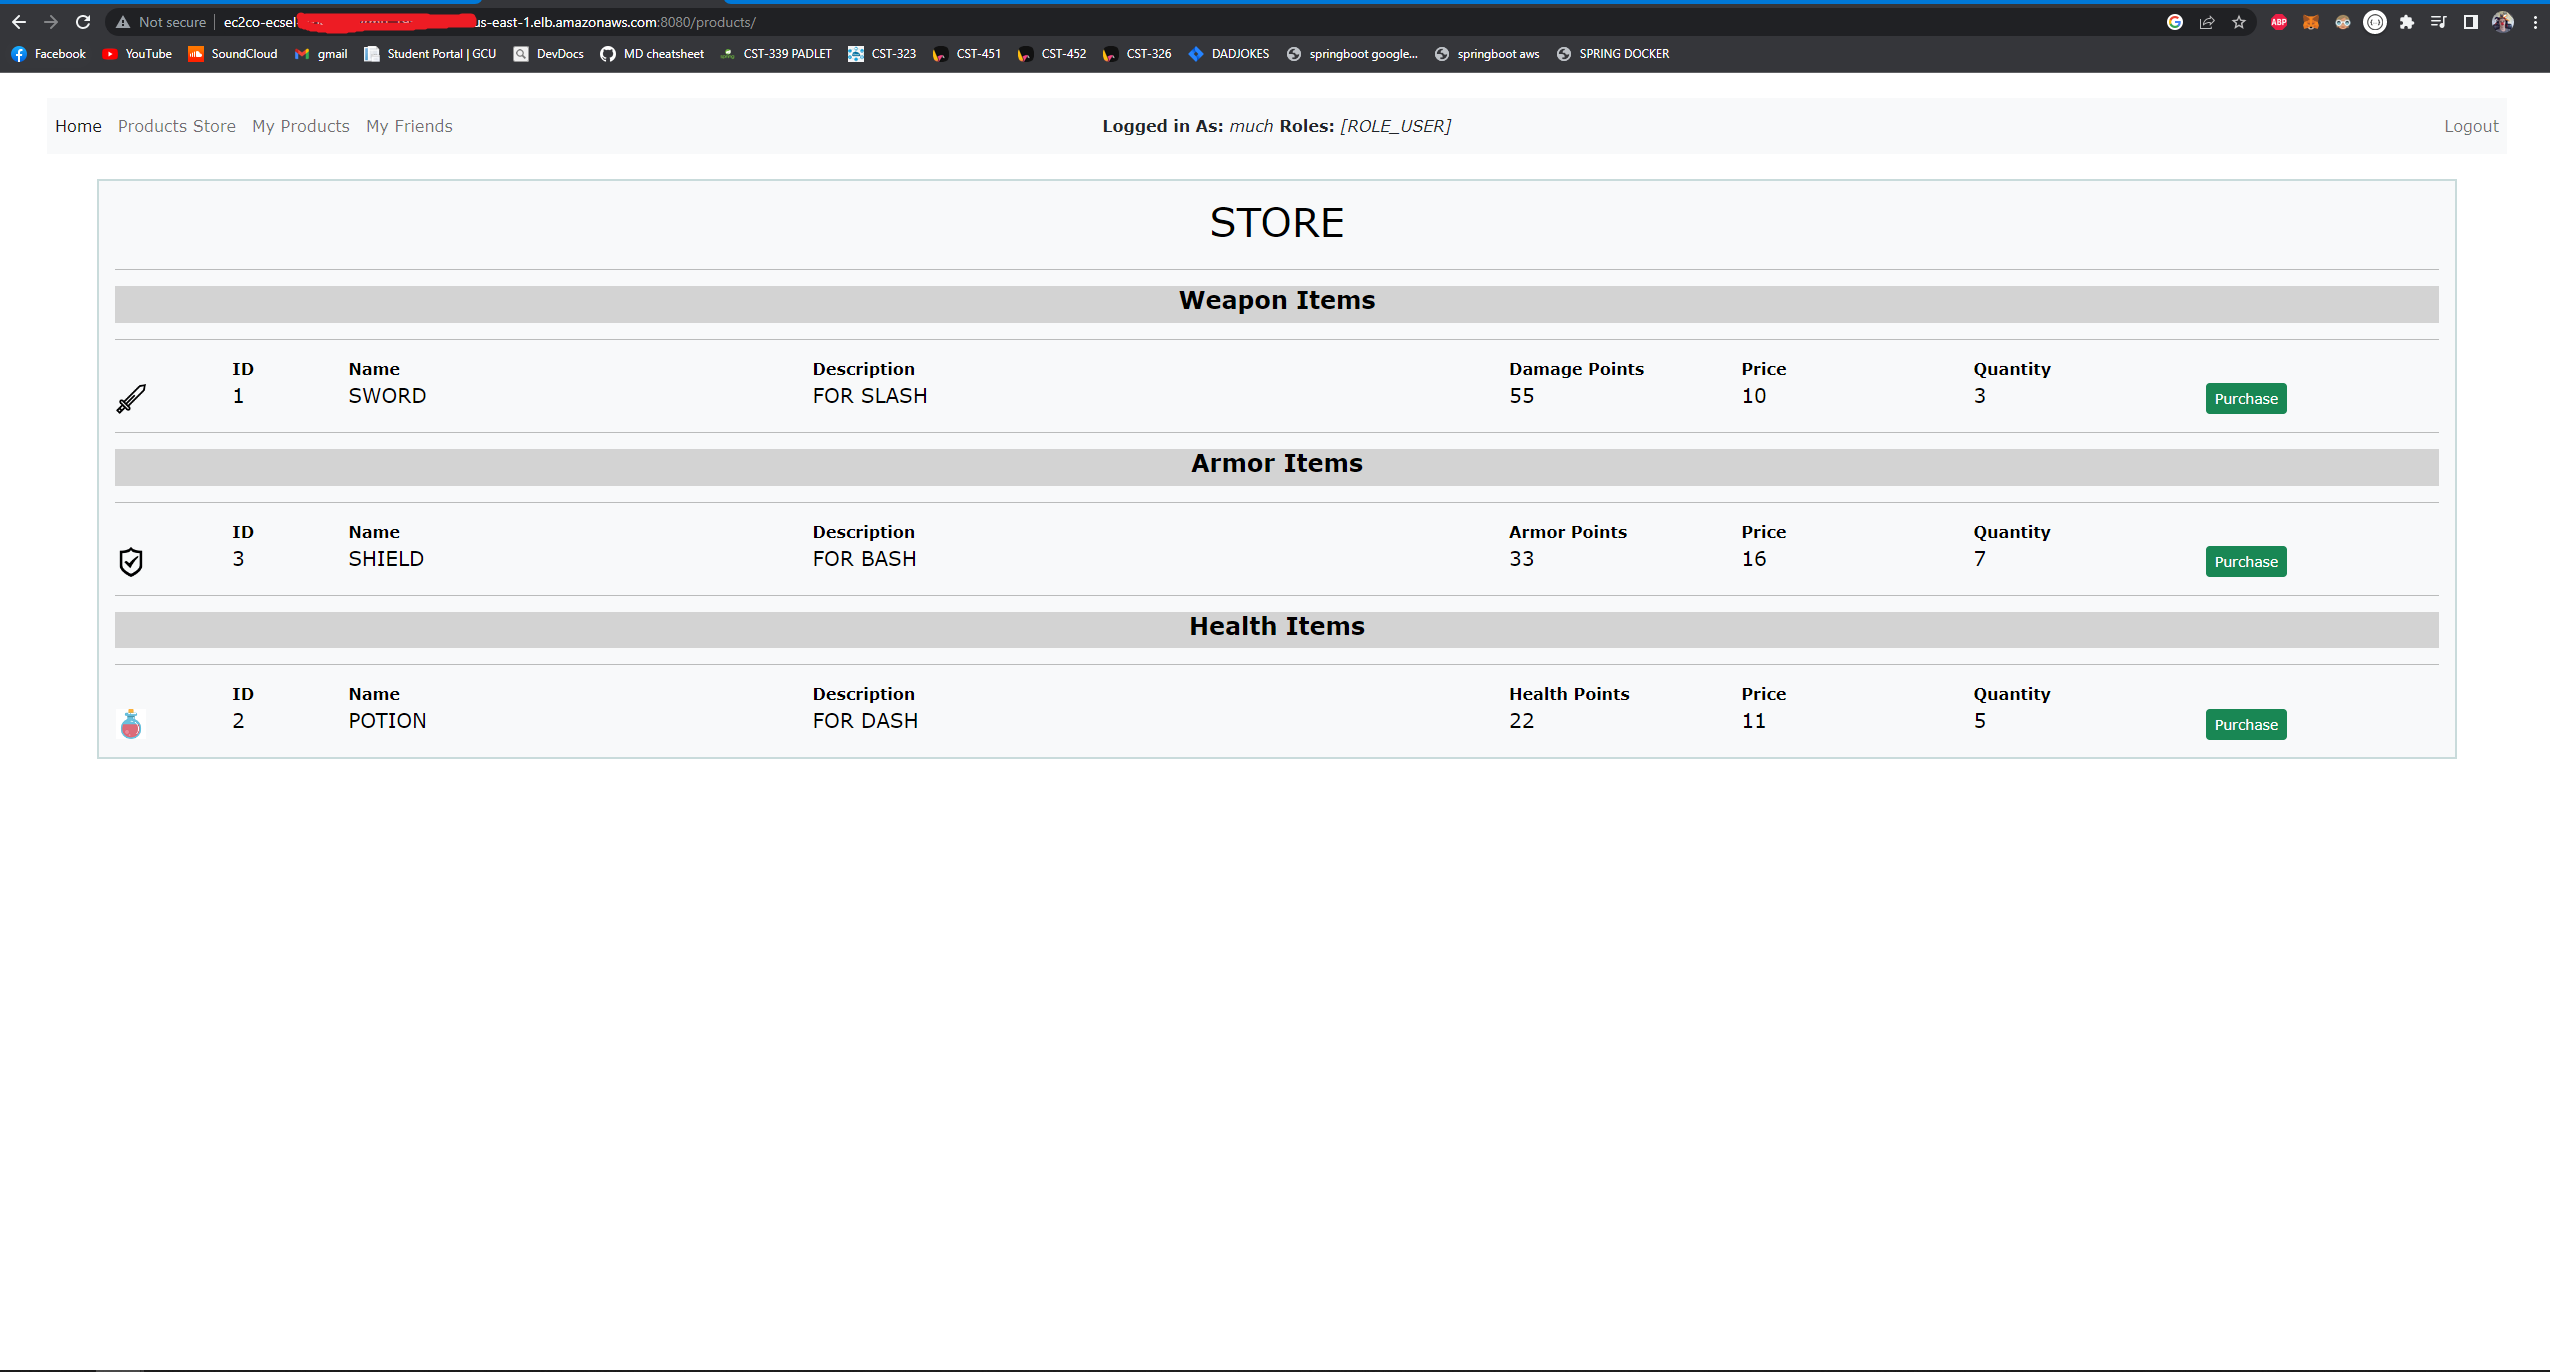 Not secure ec2co-ecsel us-east-1.elb.amazonaws.com:8080/products/
ABP
Facebook YouTube SoundCloud gmail Student Portal | GCU DevDocs MD cheatsheet CST-339 PADLET CST-323 CST-451 CST-452 CST-326 DADJOKES springboot google... springboot aws SPRING DOCKER
Home Products Store My Products My Friends Logged in As: much Roles: [ROLE_USER] Logout
STORE
Weapon Items
ID Name Description Damage Points Price Quantity
1 SWORD FOR SLASH 55 10 3 Purchase
Armor Items
ID Name Description Armor Points Price Quantity
3 SHIELD FOR BASH 33 16 7 Purchase
Health Items
ID Name Description Health Points Price Quantity
2 POTION FOR DASH 22 11 5 Purchase